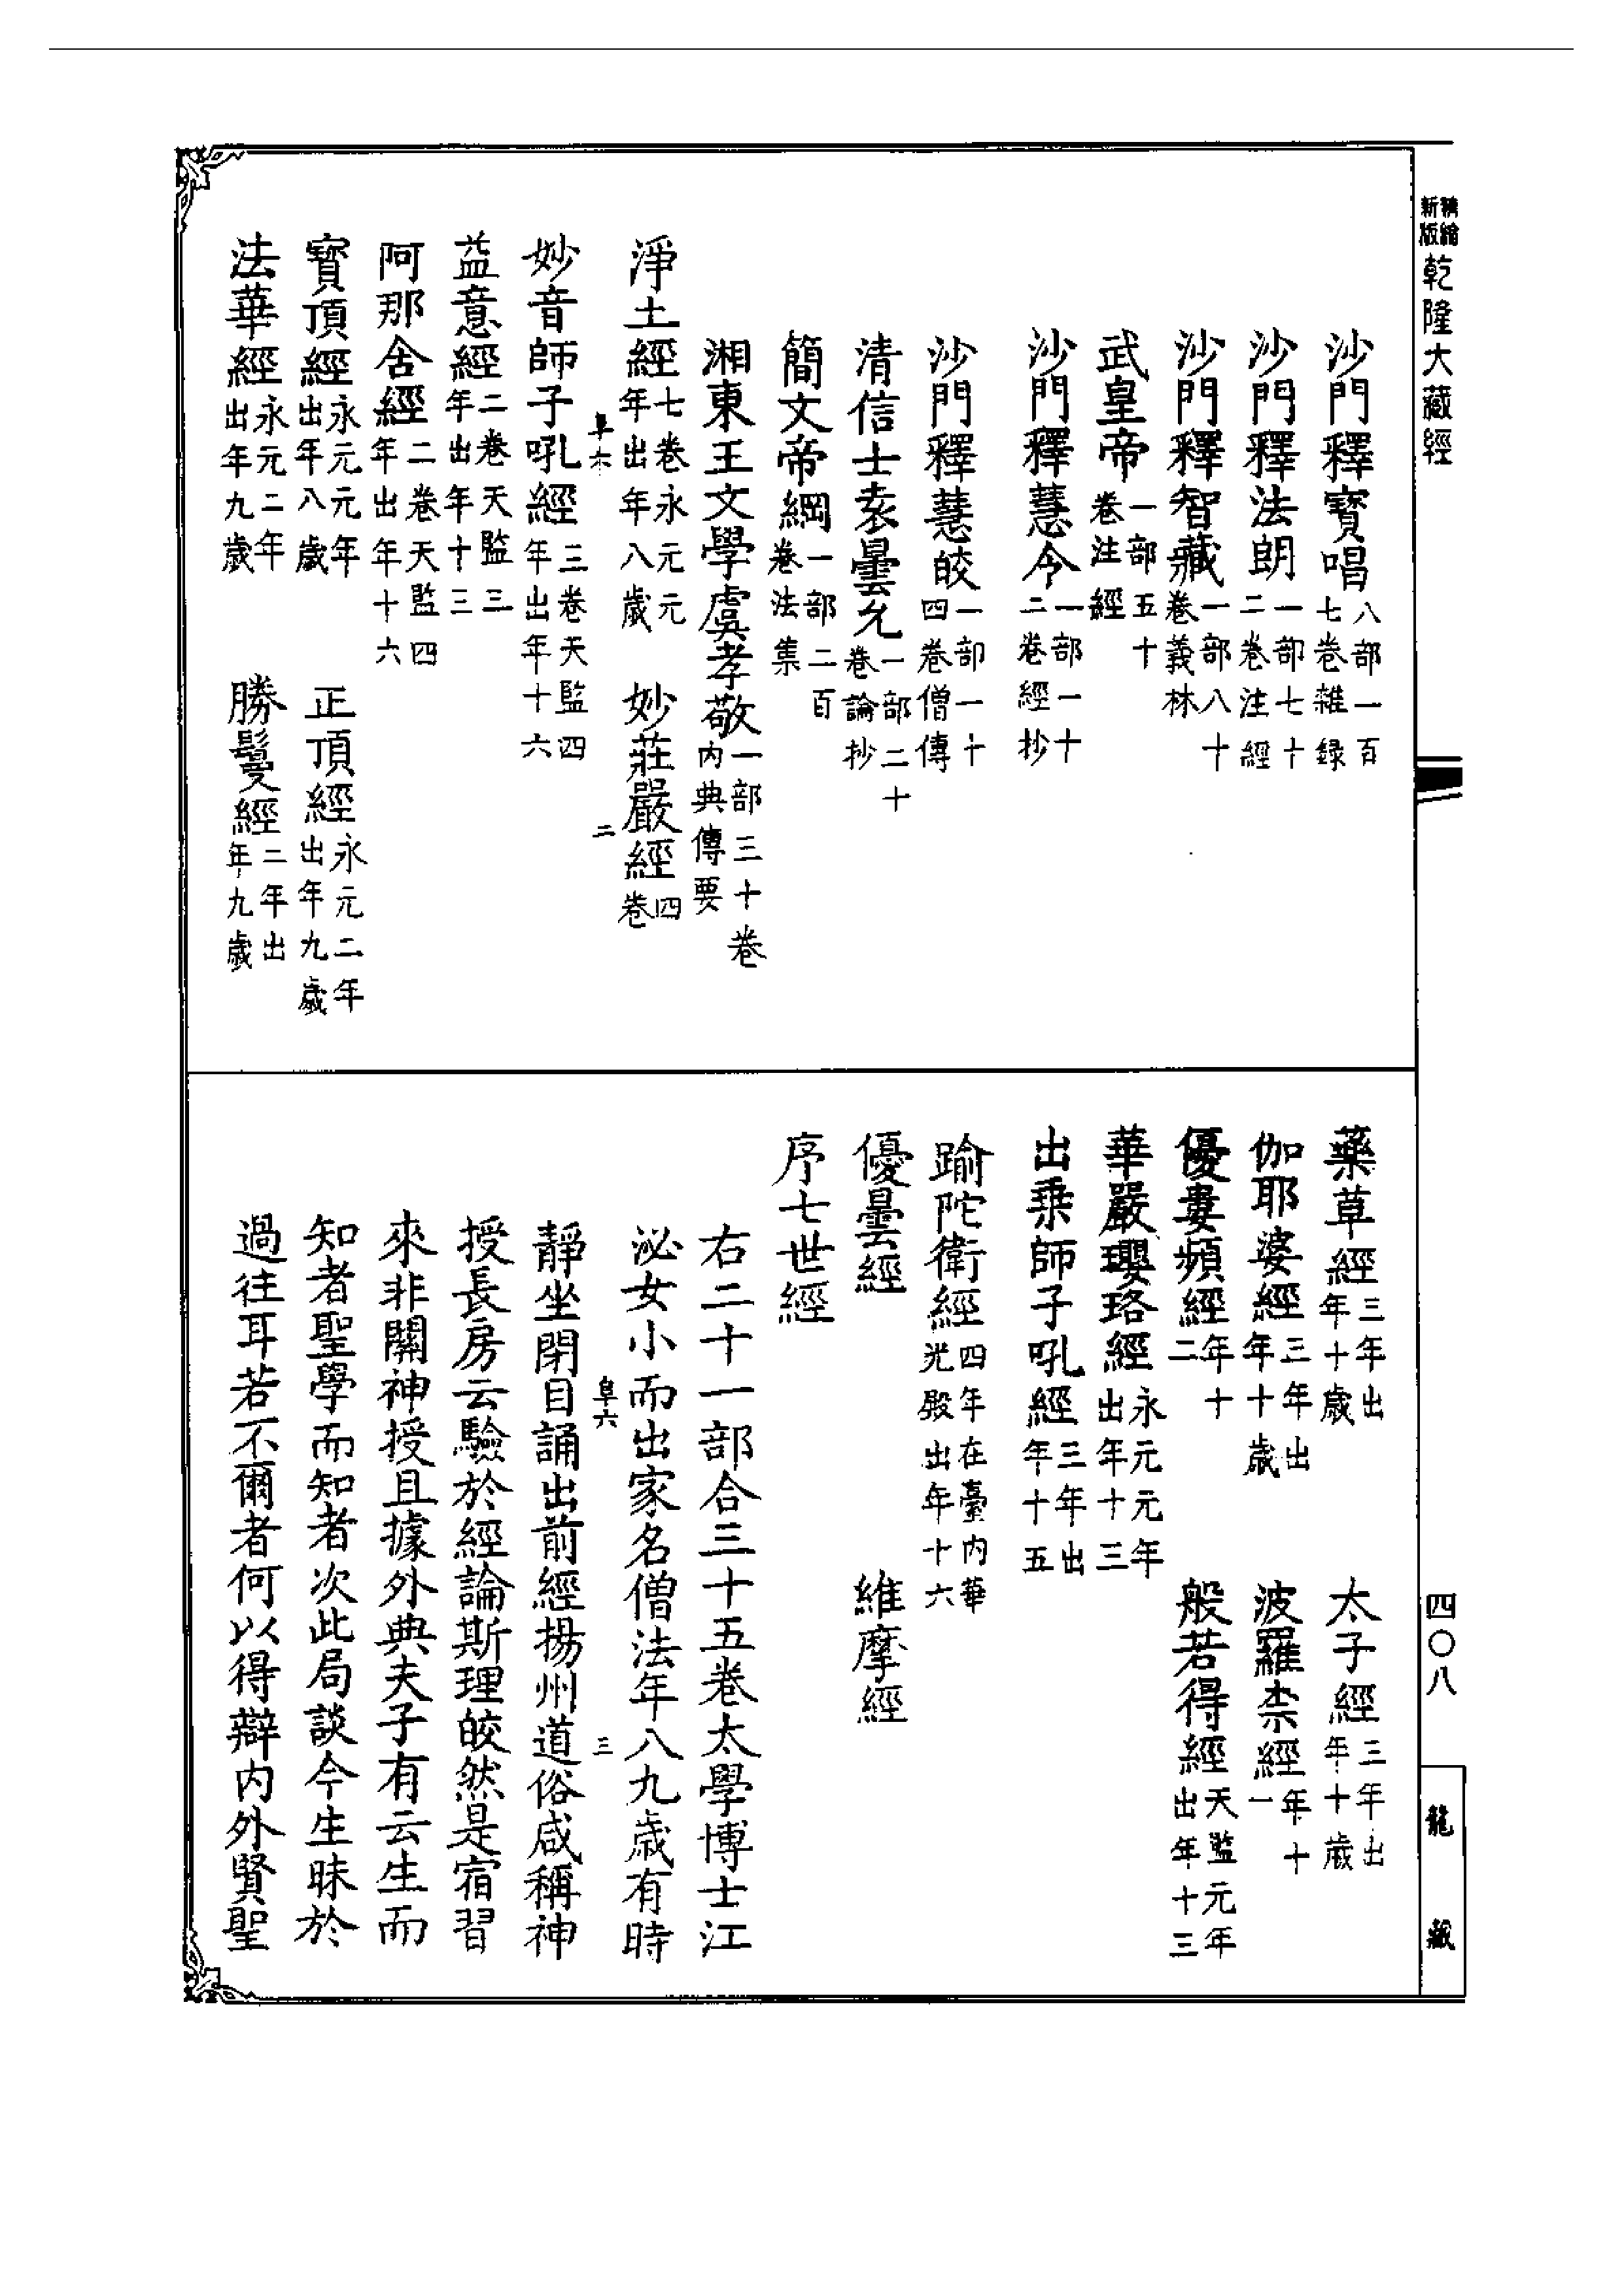 精繪新版乾隆大藏經
沙門釋寶唱八部一百七卷雜録
沙門釋法朗一部七十二卷注經
沙門釋智藏一部八十卷義林
武皇帝一部五十卷注經
沙門釋慧令一部一十二卷經抄
沙門釋慧皎一部一十四卷僧傳
清信士袁曇允一部二十卷論抄
簡文帝綱一部二百卷法集
湘東王文學虞孝敬一部三十卷內典傳要
淨土經七卷永元元年出年八歲 妙莊嚴經四卷
阜六 二
妙音師子吼經三卷天監四年出年十六
益意經二卷天監三年出年十三
阿那含經二卷天監四年出年十六
寶頂經永元元年出年八歲 正頂經永元二年出年九歲
法華經永元二年出年九歲 勝鬘經二年出年九歲
藥草經三年出年十歲 太子經三年出年十歲
伽耶婆經三年出年十歲 波羅柰經年十一
優婁頻經年十二 般若得經天監元年出年十三
華嚴瓔珞經永元元年出年十三
出乘師子吼經三年出年十五
踰陀衛經四年在臺內華光殿出年十六
優曇經 維摩經
序七世經
右二十一部合三十五卷太學博士江
泌女小而出家名僧法年八九歲有時
阜六 三
靜坐閉目誦出前經揚州道俗咸稱神
授長房云驗於經論斯理皎然是宿習
來非關神授且據外典夫子有云生而
知者聖學而知者次此局談今生昧於
過往耳若不爾者何以得辯內外賢聖
四〇八
龍藏